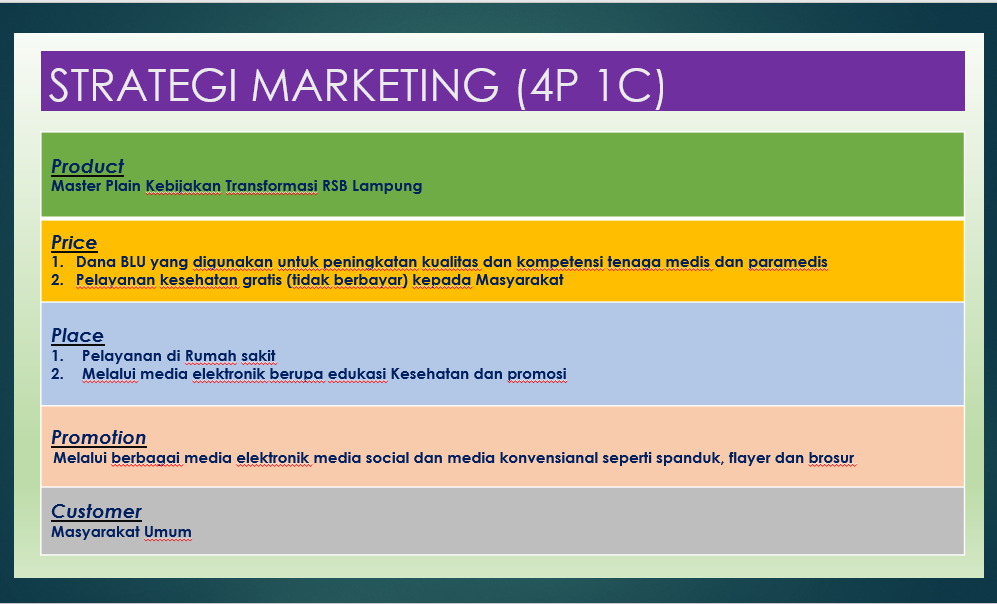 STRATEGI MARKETING (4P 1C)
Product
Master Plain Kebijakan Transformasi RSB Lampung
Price
1. Dana BLU yang digunakan untuk peningkatan kualitas dan kompetensi tenaga medis dan paramedis
2. Pelayanan kesehatan gratis (tidak berbayar) kepada Masyarakat
Place
1. Pelayanan di Rumah sakit
2. Melalui media elektronik berupa edukasi Kesehatan dan promosi
Promotion
Melalui berbagai media elektronik media social dan media konvensianal seperti spanduk, flayer dan brosur
Customer
Masyarakat Umum